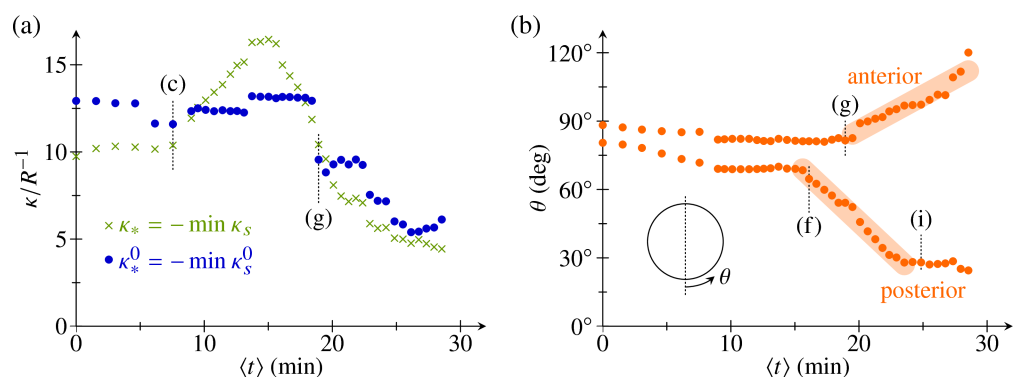 (a)
κ/R⁻¹
15
10
5
0
(c)
(g)
κ* = − min κₛ
κ*⁰ = − min κₛ⁰
0 10 20 30
⟨t⟩ (min)
(b)
θ (deg)
120°
90°
60°
30°
0°
anterior
(g)
(f)
(i)
θ
posterior
0 10 20 30
⟨t⟩ (min)